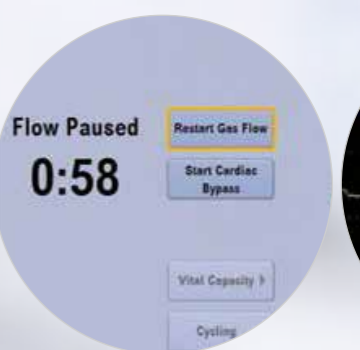 Flow Paused
0:58
Restart Gas Flow
Start Cardiac
Bypass
Vital Capacity
Cycling